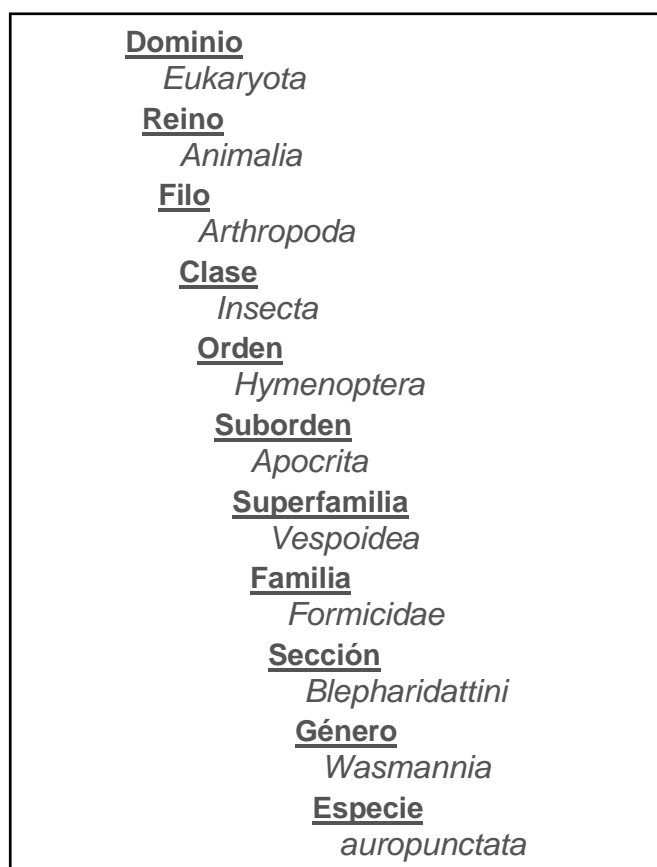 Dominio
Eukaryota
Reino
Animalia
Filo
Arthropoda
Clase
Insecta
Orden
Hymenoptera
Suborden
Apocrita
Superfamilia
Vespoidea
Familia
Formicidae
Sección
Blepharidattini
Género
Wasmannia
Especie
auropunctata